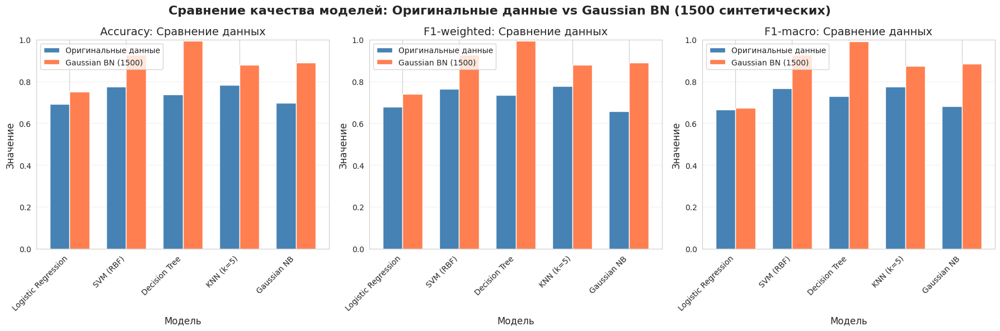 Сравнение качества моделей: Оригинальные данные vs Gaussian BN (1500 синтетических)
Accuracy: Сравнение данных
Оригинальные данные
Gaussian BN (1500)
Значение
1.0
0.8
0.6
0.4
0.2
0.0
Logistic Regression
SVM (RBF)
Decision Tree
KNN (k=5)
Gaussian NB
Модель
F1-weighted: Сравнение данных
Оригинальные данные
Gaussian BN (1500)
Значение
1.0
0.8
0.6
0.4
0.2
0.0
Logistic Regression
SVM (RBF)
Decision Tree
KNN (k=5)
Gaussian NB
Модель
F1-macro: Сравнение данных
Оригинальные данные
Gaussian BN (1500)
Значение
1.0
0.8
0.6
0.4
0.2
0.0
Logistic Regression
SVM (RBF)
Decision Tree
KNN (k=5)
Gaussian NB
Модель